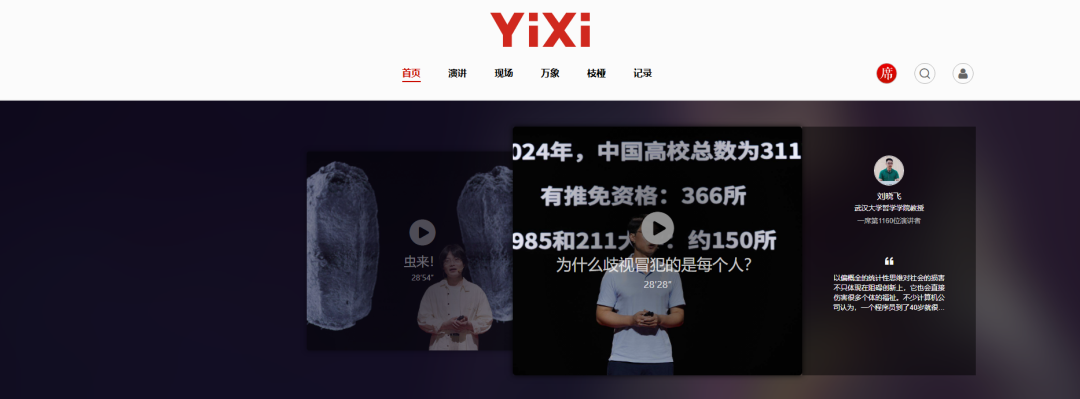 YiXi
首页 演讲 现场 万象 枝桠 记录
席
虫来!
28'54"
024年，中国高校总数为311
有推免资格：366所
985和211大 ：约150所
为什么歧视冒犯的是每个人?
28'28"
刘晓飞
武汉大学哲学学院教授
一席第1160位演讲者
❝
以偏概全的统计性思维对社会的损害
不只体现在阻碍创新上，它也会直接
伤害很多个体的福祉。不少计算机公
司认为，一个程序员到了40岁就很...